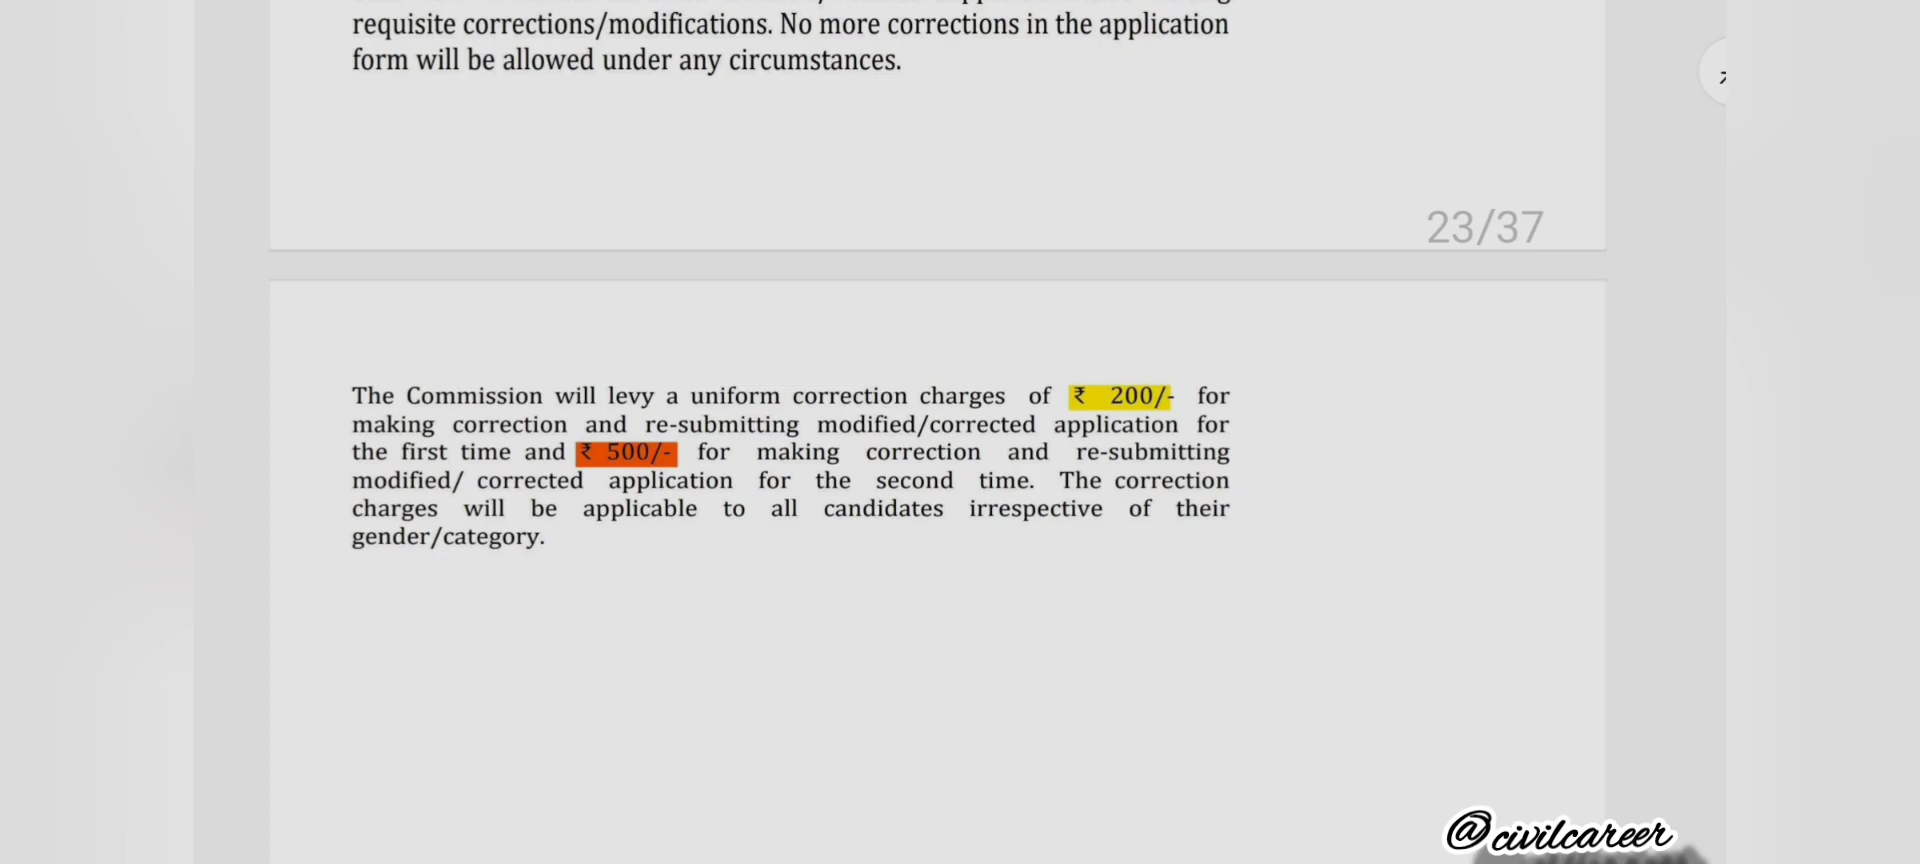 requisite corrections/modifications. No more corrections in the application
form will be allowed under any circumstances.
23/37
The Commission will levy a uniform correction charges of ₹ 200/- for
making correction and re-submitting modified/corrected application for
the first time and ₹ 500/- for making correction and re-submitting
modified/ corrected application for the second time. The correction
charges will be applicable to all candidates irrespective of their
gender/category.
@civilcareer